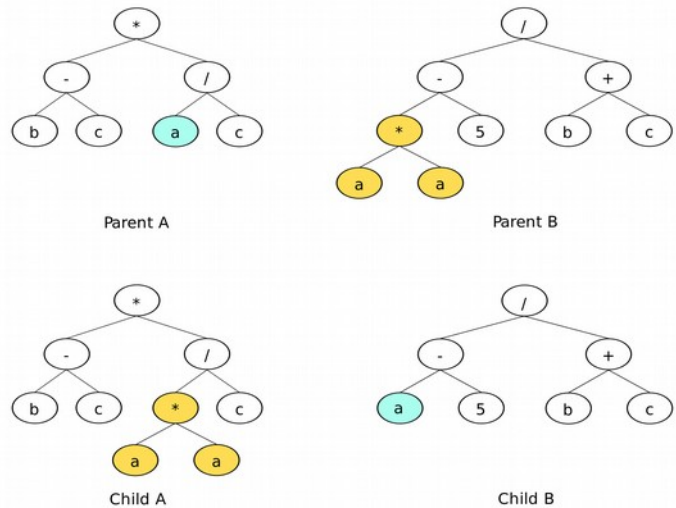 * /
- / - +
b c a c * 5 b c
a a
Parent A Parent B
* /
- / - +
b c * c a 5 b c
a a
Child A Child B